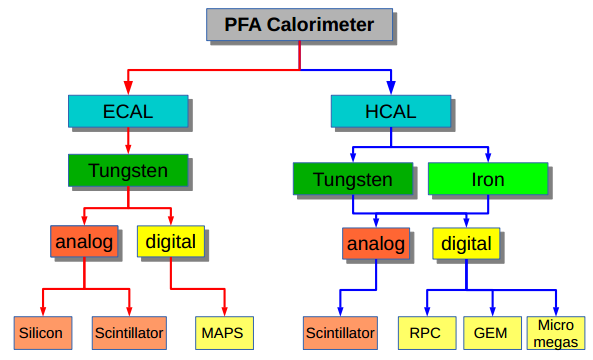 PFA Calorimeter
ECAL
HCAL
Tungsten
Tungsten
Iron
analog
digital
analog
digital
Silicon
Scintillator
MAPS
Scintillator
RPC
GEM
Micro
megas